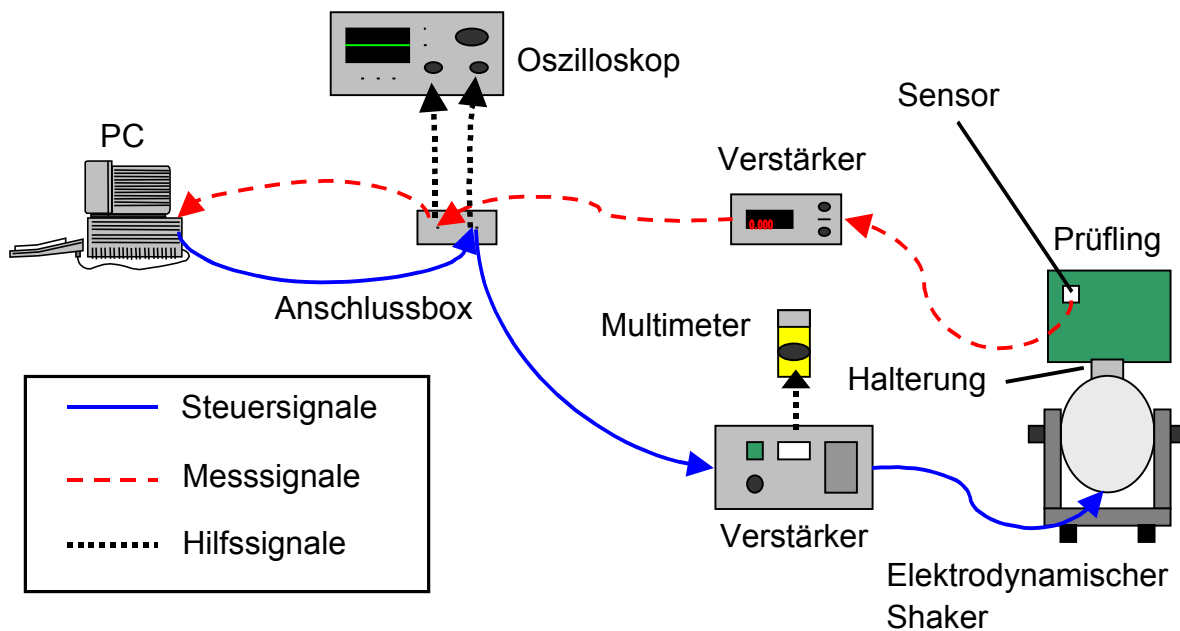 Oszilloskop
Sensor
PC
Verstärker
0.000
Prüfling
Anschlussbox
Multimeter
Halterung
Steuersignale
Messsignale
Hilfssignale
Verstärker
Elektrodynamischer
Shaker